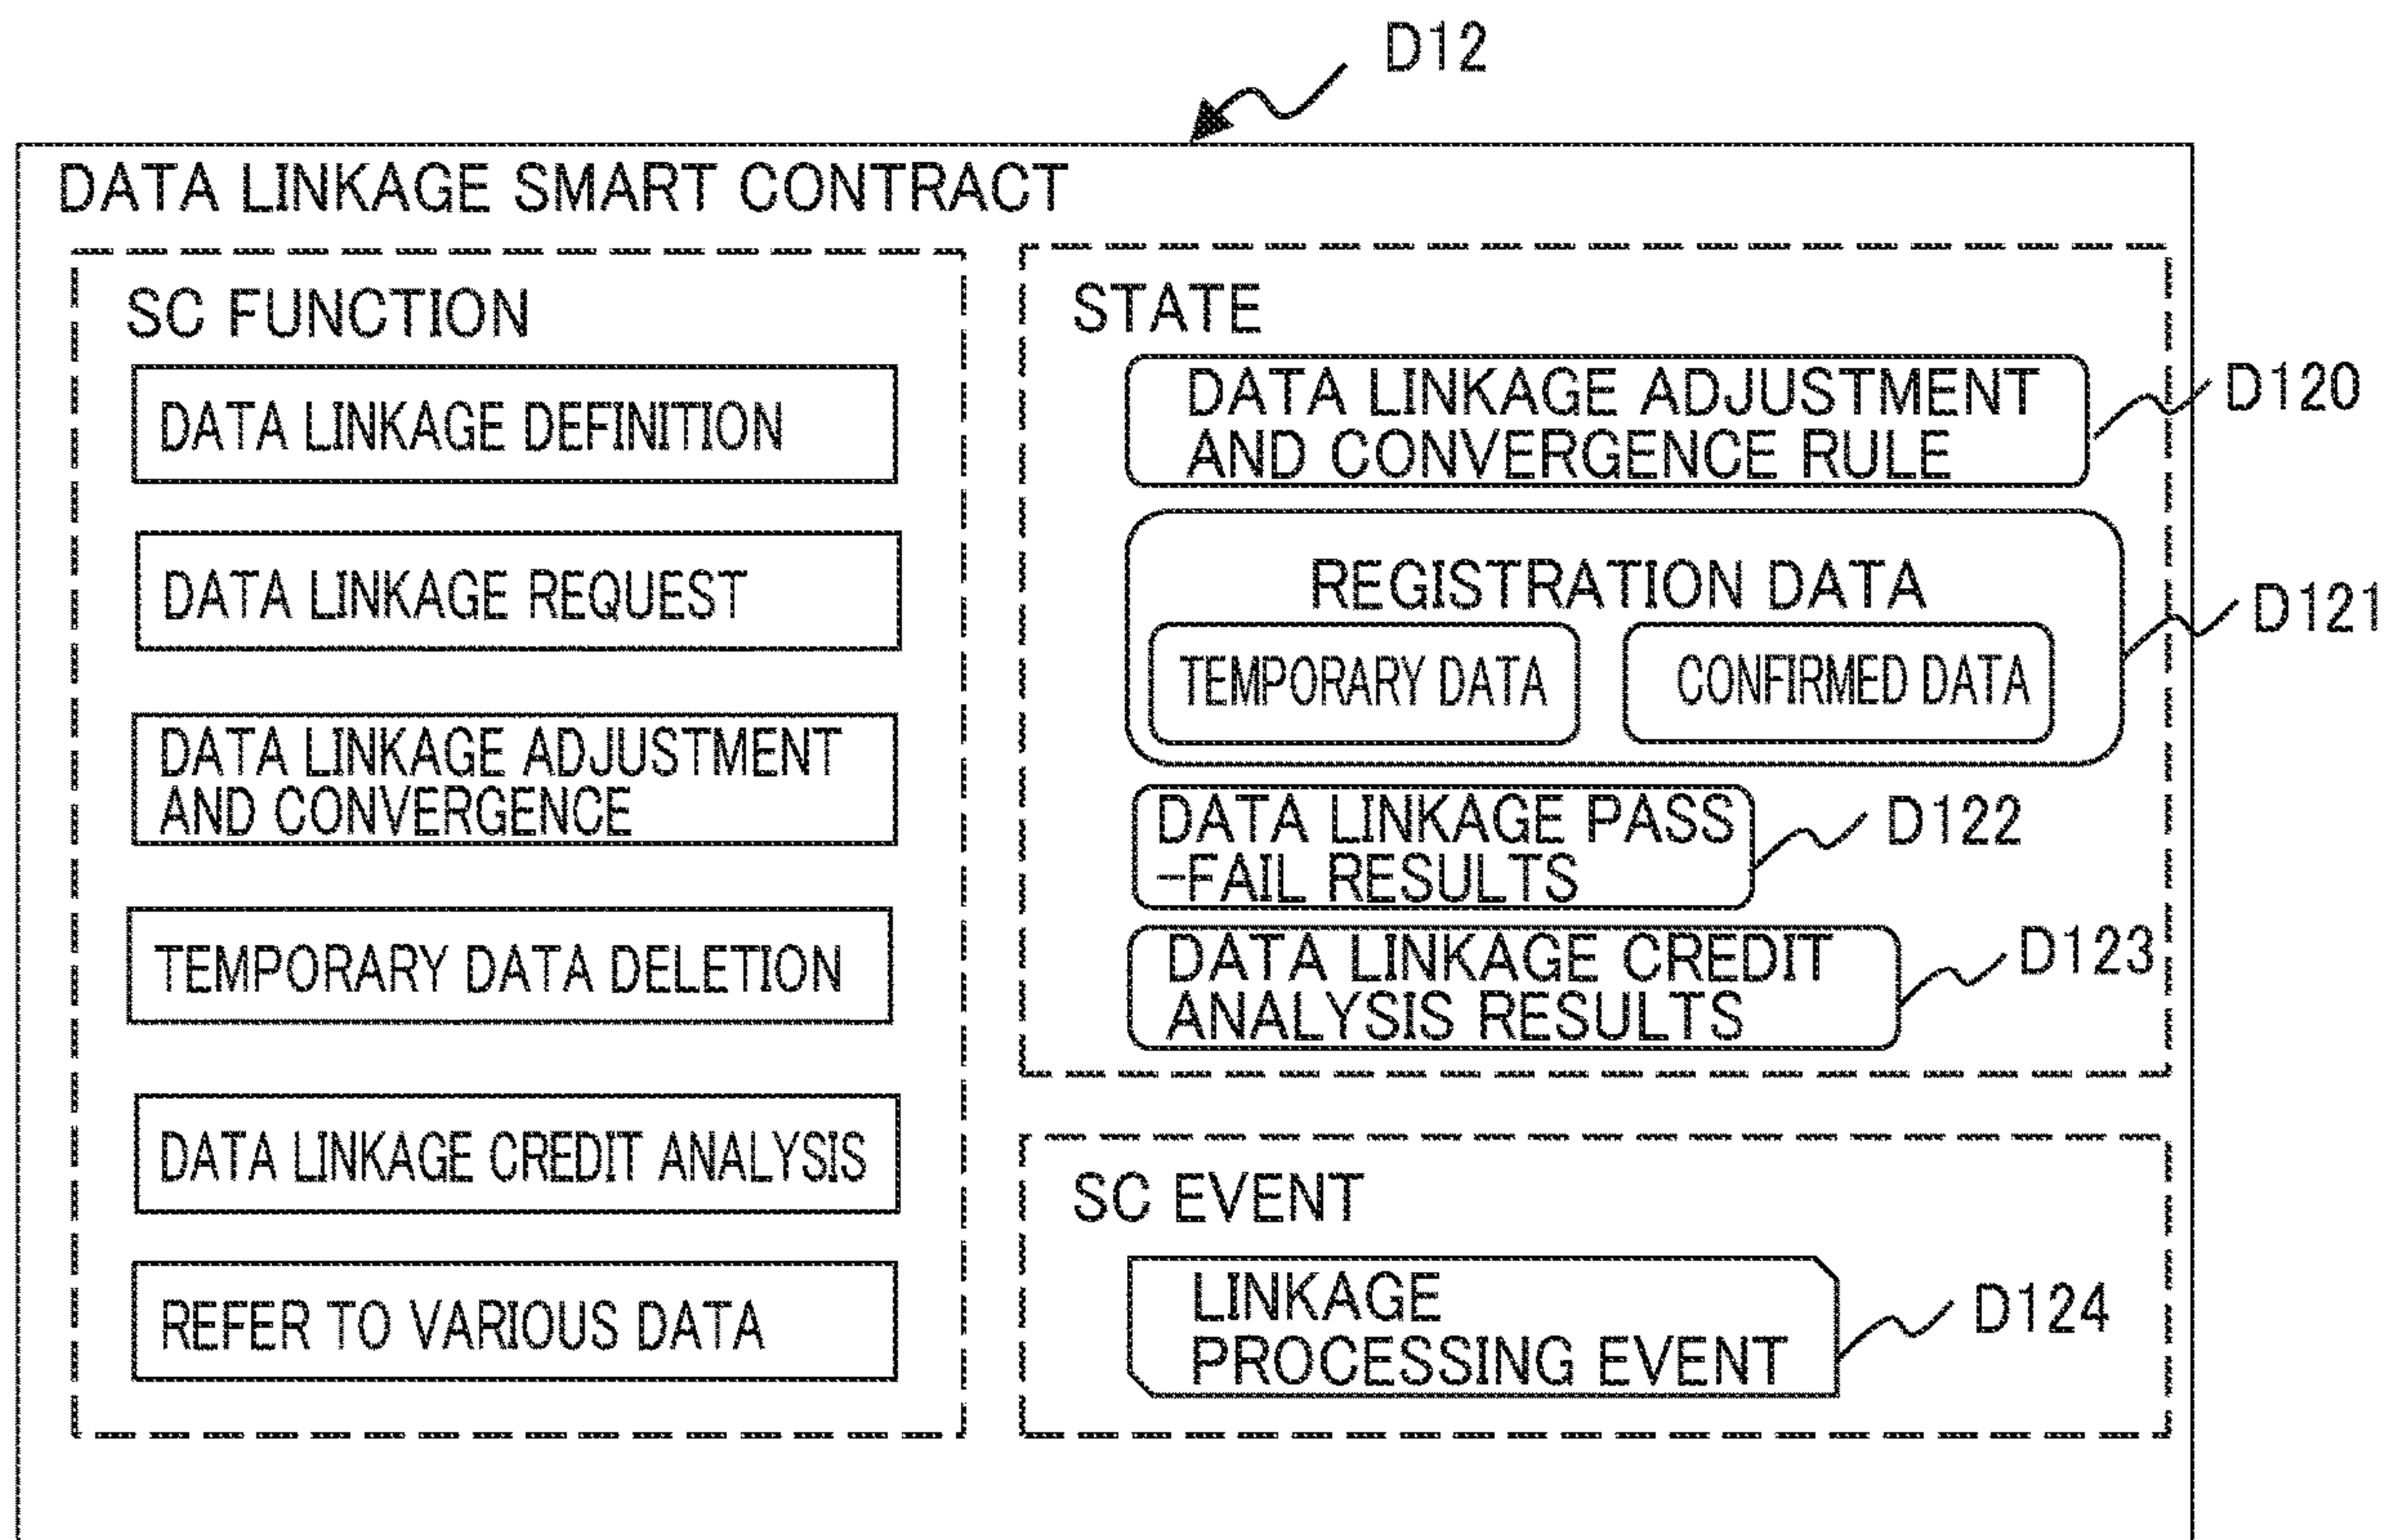 D12
DATA LINKAGE SMART CONTRACT
SC FUNCTION
DATA LINKAGE DEFINITION
DATA LINKAGE REQUEST
DATA LINKAGE ADJUSTMENT
AND CONVERGENCE
TEMPORARY DATA DELETION
DATA LINKAGE CREDIT ANALYSIS
REFER TO VARIOUS DATA
STATE
DATA LINKAGE ADJUSTMENT
AND CONVERGENCE RULE
D120
REGISTRATION DATA
D121
TEMPORARY DATA
CONFIRMED DATA
DATA LINKAGE PASS
-FAIL RESULTS
D122
DATA LINKAGE CREDIT
ANALYSIS RESULTS
D123
SC EVENT
LINKAGE
PROCESSING EVENT
D124